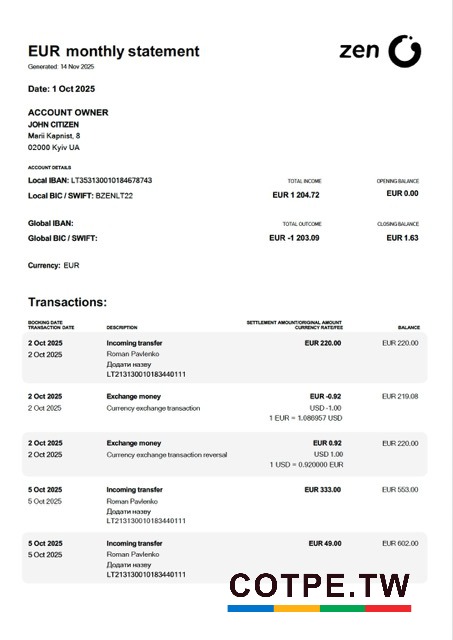 EUR monthly statement
zen
Generated: 14 Nov 2025
Date: 1 Oct 2025
ACCOUNT OWNER
JOHN CITIZEN
Marii Kapnist, 8
02000 Kyiv UA
ACCOUNT DETAILS
Local IBAN: LT353130010184678743
TOTAL INCOME OPENING BALANCE
Local BIC / SWIFT: BZENLT22
EUR 1 204.72 EUR 0.00
Global IBAN:
TOTAL OUTCOME CLOSING BALANCE
Global BIC / SWIFT:
EUR -1 203.09 EUR 1.63
Currency: EUR
Transactions:
BOOKING DATE SETTLEMENT AMOUNT/ORIGINAL AMOUNT
TRANSACTION DATE DESCRIPTION CURRENCY RATE/FEE BALANCE
2 Oct 2025 Incoming transfer EUR 220.00 EUR 220.00
2 Oct 2025 Roman Pavlenko
Додати назву
LT213130010183440111
2 Oct 2025 Exchange money EUR -0.92 EUR 219.08
2 Oct 2025 Currency exchange transaction USD -1.00
1 EUR = 1.086957 USD
2 Oct 2025 Exchange money EUR 0.92 EUR 220.00
2 Oct 2025 Currency exchange transaction reversal USD 1.00
1 USD = 0.920000 EUR
5 Oct 2025 Incoming transfer EUR 333.00 EUR 553.00
5 Oct 2025 Roman Pavlenko
Додати назву
LT213130010183440111
5 Oct 2025 Incoming transfer EUR 49.00 EUR 602.00
5 Oct 2025 Roman Pavlenko
Додати назву
LT213130010183440111
COTPE.TW